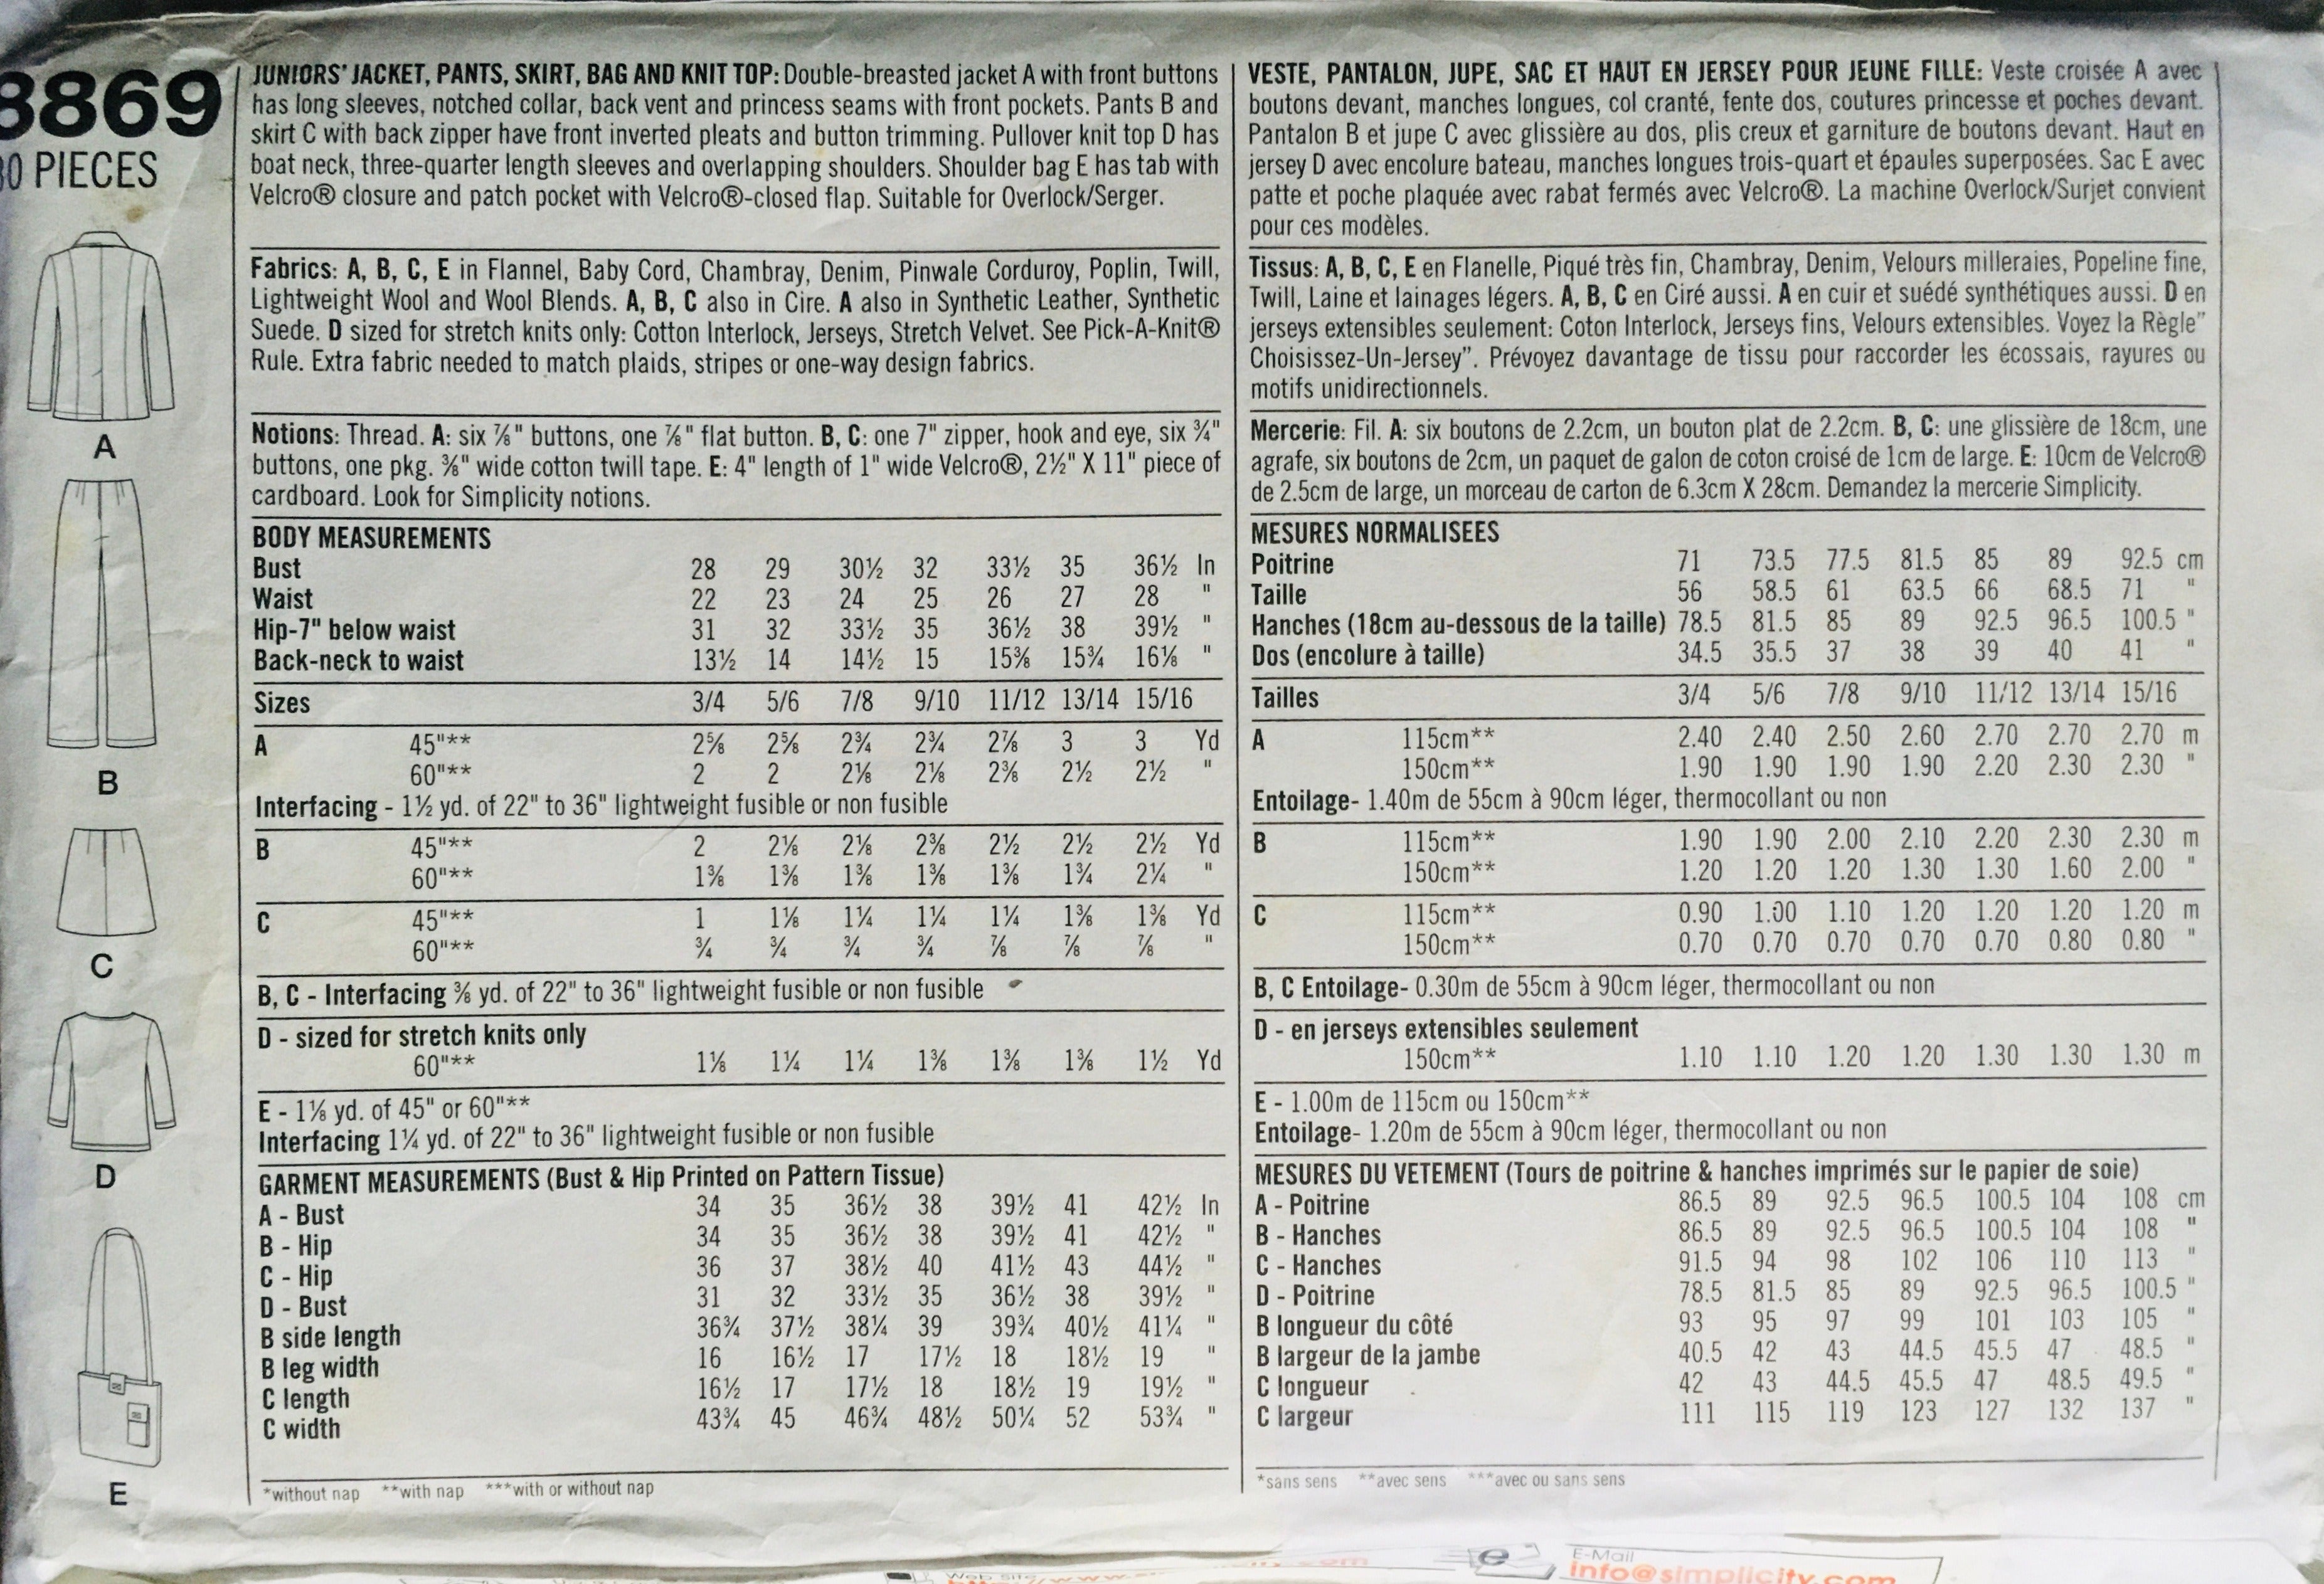 8869
30 PIECES
A
B
C
D
E
JUNIORS' JACKET, PANTS, SKIRT, BAG AND KNIT TOP: Double-breasted jacket A with front buttons
has long sleeves, notched collar, back vent and princess seams with front pockets. Pants B and
skirt C with back zipper have front inverted pleats and button trimming. Pullover knit top D has
boat neck, three-quarter length sleeves and overlapping shoulders. Shoulder bag E has tab with
Velcro® closure and patch pocket with Velcro®-closed flap. Suitable for Overlock/Serger.
Fabrics: A, B, C, E in Flannel, Baby Cord, Chambray, Denim, Pinwale Corduroy, Poplin, Twill,
Lightweight Wool and Wool Blends. A, B, C also in Cire. A also in Synthetic Leather, Synthetic
Suede. D sized for stretch knits only: Cotton Interlock, Jerseys, Stretch Velvet. See Pick-A-Knit®
Rule. Extra fabric needed to match plaids, stripes or one-way design fabrics.
Notions: Thread. A: six ⅞" buttons, one ⅞" flat button. B, C: one 7" zipper, hook and eye, six ¾"
buttons, one pkg. ⅜" wide cotton twill tape. E: 4" length of 1" wide Velcro®, 2½" X 11" piece of
cardboard. Look for Simplicity notions.
BODY MEASUREMENTS
Bust 28 29 30½ 32 33½ 35 36½ In
Waist 22 23 24 25 26 27 28 "
Hip-7" below waist 31 32 33½ 35 36½ 38 39½ "
Back-neck to waist 13½ 14 14½ 15 15⅜ 15¾ 16⅛ "
Sizes 3/4 5/6 7/8 9/10 11/12 13/14 15/16
A 45"** 2⅝ 2⅝ 2¾ 2¾ 2⅞ 3 3 Yd
60"** 2 2 2⅛ 2⅛ 2⅜ 2½ 2½ "
Interfacing - 1½ yd. of 22" to 36" lightweight fusible or non fusible
B 45"** 2 2⅛ 2⅛ 2⅜ 2½ 2½ 2½ Yd
60"** 1⅜ 1⅜ 1⅜ 1⅜ 1⅜ 1¾ 2¼ "
C 45"** 1 1⅛ 1¼ 1¼ 1¼ 1⅜ 1⅜ Yd
60"** ¾ ¾ ¾ ¾ ⅞ ⅞ ⅞ "
B, C - Interfacing ⅜ yd. of 22" to 36" lightweight fusible or non fusible
D - sized for stretch knits only
60"** 1⅛ 1¼ 1¼ 1⅜ 1⅜ 1⅜ 1½ Yd
E - 1⅛ yd. of 45" or 60"**
Interfacing 1¼ yd. of 22" to 36" lightweight fusible or non fusible
GARMENT MEASUREMENTS (Bust & Hip Printed on Pattern Tissue)
A - Bust 34 35 36½ 38 39½ 41 42½ In
B - Hip 34 35 36½ 38 39½ 41 42½ "
C - Hip 36 37 38½ 40 41½ 43 44½ "
D - Bust 31 32 33½ 35 36½ 38 39½ "
B side length 36¾ 37½ 38¼ 39 39¾ 40½ 41¼ "
B leg width 16 16½ 17 17½ 18 18½ 19 "
C length 16½ 17 17½ 18 18½ 19 19½ "
C width 43¾ 45 46¾ 48½ 50¼ 52 53¾ "
*without nap **with nap ***with or without nap
VESTE, PANTALON, JUPE, SAC ET HAUT EN JERSEY POUR JEUNE FILLE: Veste croisée A avec
boutons devant, manches longues, col cranté, fente dos, coutures princesse et poches devant.
Pantalon B et jupe C avec glissière au dos, plis creux et garniture de boutons devant. Haut en
jersey D avec encolure bateau, manches longues trois-quart et épaules superposées. Sac E avec
patte et poche plaquée avec rabat fermés avec Velcro®. La machine Overlock/Surjet convient
pour ces modèles.
Tissus: A, B, C, E en Flanelle, Piqué très fin, Chambray, Denim, Velours milleraies, Popeline fine,
Twill, Laine et lainages légers. A, B, C en Ciré aussi. A en cuir et suédé synthétiques aussi. D en
jerseys extensibles seulement: Coton Interlock, Jerseys fins, Velours extensibles. Voyez la Règle"
Choisissez-Un-Jersey". Prévoyez davantage de tissu pour raccorder les écossais, rayures ou
motifs unidirectionnels.
Mercerie: Fil. A: six boutons de 2.2cm, un bouton plat de 2.2cm. B, C: une glissière de 18cm, une
agrafe, six boutons de 2cm, un paquet de galon de coton croisé de 1cm de large. E: 10cm de Velcro®
de 2.5cm de large, un morceau de carton de 6.3cm X 28cm. Demandez la mercerie Simplicity.
MESURES NORMALISEES
Poitrine 71 73.5 77.5 81.5 85 89 92.5 cm
Taille 56 58.5 61 63.5 66 68.5 71 "
Hanches (18cm au-dessous de la taille) 78.5 81.5 85 89 92.5 96.5 100.5 "
Dos (encolure à taille) 34.5 35.5 37 38 39 40 41 "
Tailles 3/4 5/6 7/8 9/10 11/12 13/14 15/16
A 115cm** 2.40 2.40 2.50 2.60 2.70 2.70 2.70 m
150cm** 1.90 1.90 1.90 1.90 2.20 2.30 2.30 "
Entoilage- 1.40m de 55cm à 90cm léger, thermocollant ou non
B 115cm** 1.90 1.90 2.00 2.10 2.20 2.30 2.30 m
150cm** 1.20 1.20 1.20 1.30 1.30 1.60 2.00 "
C 115cm** 0.90 1.00 1.10 1.20 1.20 1.20 1.20 m
150cm** 0.70 0.70 0.70 0.70 0.70 0.80 0.80 "
B, C Entoilage- 0.30m de 55cm à 90cm léger, thermocollant ou non
D - en jerseys extensibles seulement
150cm** 1.10 1.10 1.20 1.20 1.30 1.30 1.30 m
E - 1.00m de 115cm ou 150cm**
Entoilage- 1.20m de 55cm à 90cm léger, thermocollant ou non
MESURES DU VETEMENT (Tours de poitrine & hanches imprimés sur le papier de soie)
A - Poitrine 86.5 89 92.5 96.5 100.5 104 108 cm
B - Hanches 86.5 89 92.5 96.5 100.5 104 108 "
C - Hanches 91.5 94 98 102 106 110 113 "
D - Poitrine 78.5 81.5 85 89 92.5 96.5 100.5 "
B longueur du côté 93 95 97 99 101 103 105 "
B largeur de la jambe 40.5 42 43 44.5 45.5 47 48.5 "
C longueur 42 43 44.5 45.5 47 48.5 49.5 "
C largeur 111 115 119 123 127 132 137 "
*sans sens **avec sens ***avec ou sans sens
E-Mail
info@simplicity.com